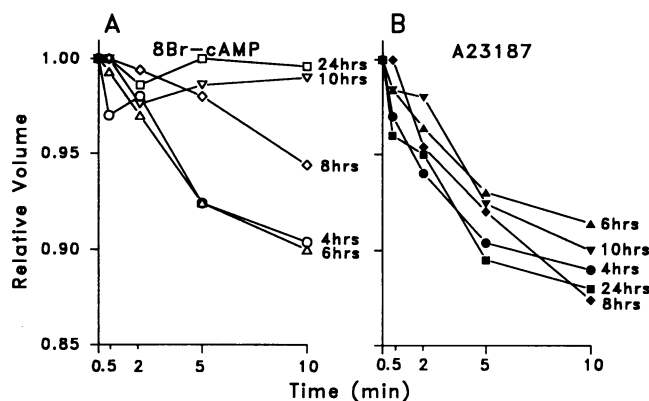 A
8Br-cAMP
1.00
0.95
0.90
0.85
Relative Volume
24hrs
10hrs
8hrs
4hrs
6hrs
0.5
2
5
10
B
A23187
6hrs
10hrs
4hrs
24hrs
8hrs
0.5
2
5
10
Time (min)